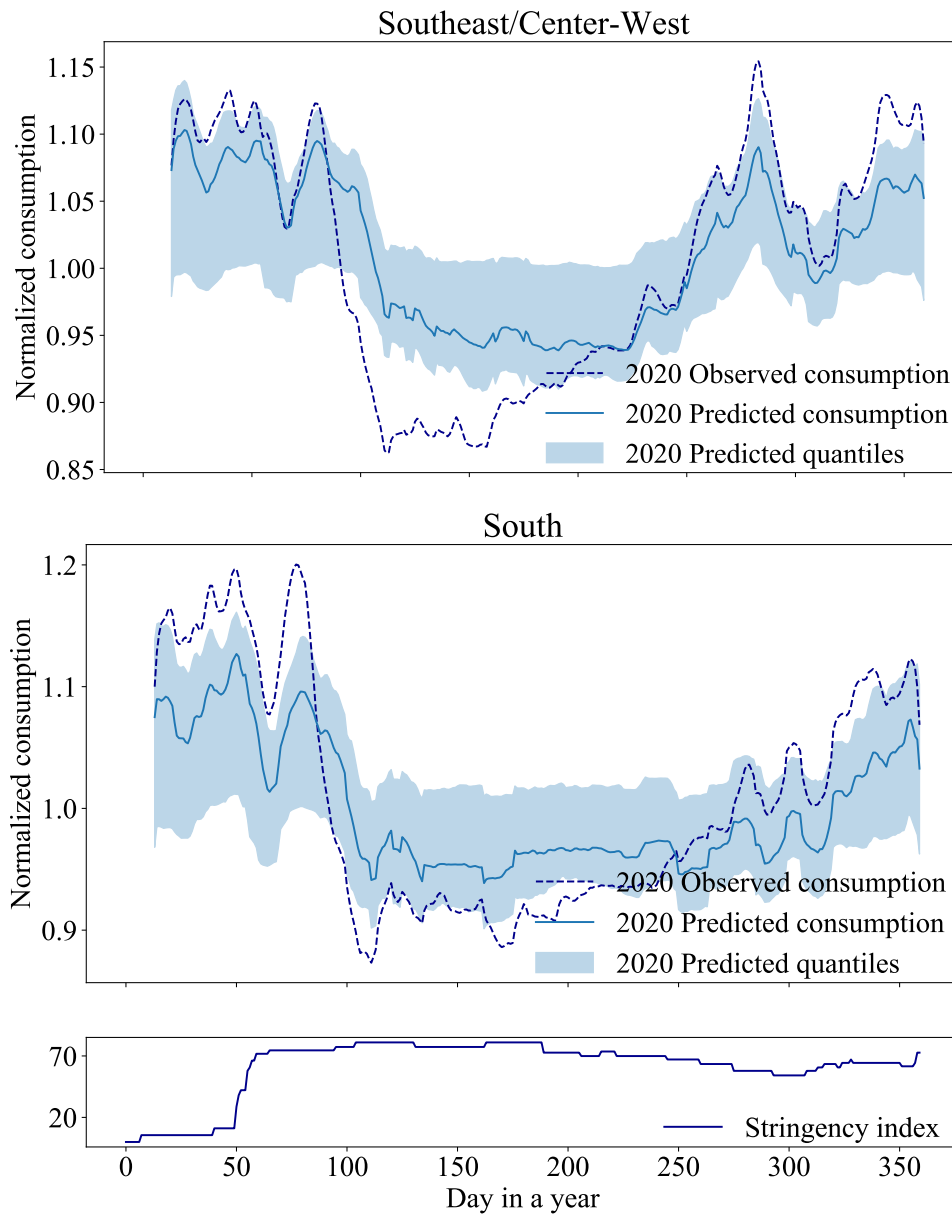 Southeast/Center-West
Normalized consumption
1.15
1.10
1.05
1.00
0.95
0.90
0.85
2020 Observed consumption
2020 Predicted consumption
2020 Predicted quantiles
South
Normalized consumption
1.2
1.1
1.0
0.9
2020 Observed consumption
2020 Predicted consumption
2020 Predicted quantiles
70
20
Stringency index
0 50 100 150 200 250 300 350
Day in a year